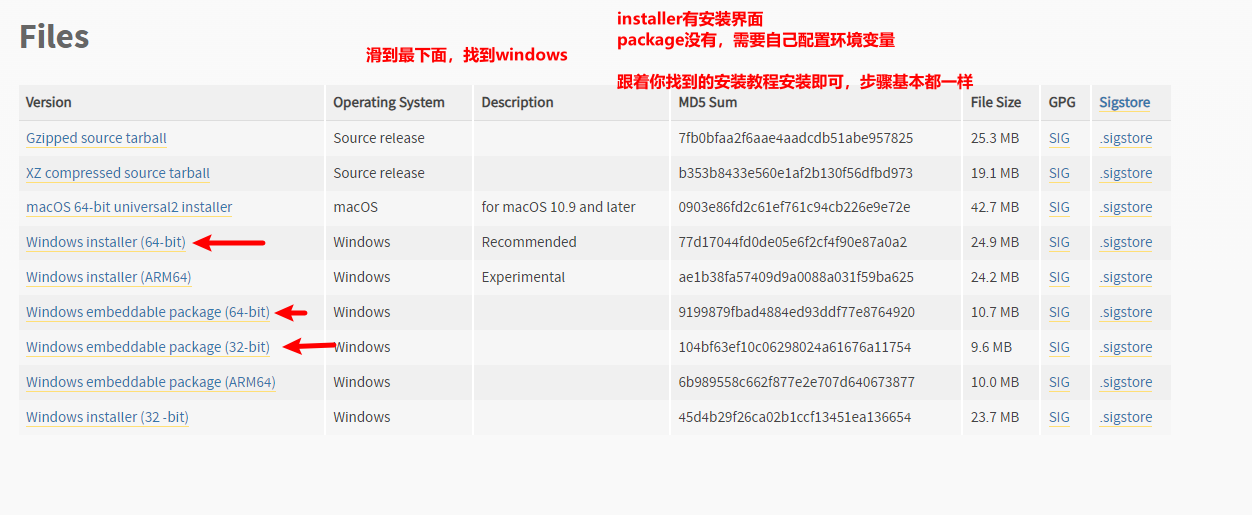 installer有安装界面
Files
package没有，需要自己配置环境变量
滑到最下面，找到windows
跟着你找到的安装教程安装即可，步骤基本都一样
Version Operating System Description MD5 Sum File Size GPG Sigstore
Gzipped source tarball Source release 7fb0bfaa2f6aae4aadcdb51abe957825 25.3 MB SIG .sigstore
XZ compressed source tarball Source release b353b8433e560e1af2b130f56dfbd973 19.1 MB SIG .sigstore
macOS 64-bit universal2 installer macOS for macOS 10.9 and later 0903e86fd2c61ef761c94cb226e9e72e 42.7 MB SIG .sigstore
Windows installer (64-bit) Windows Recommended 77d17044fd0de05e6f2cf4f90e87a0a2 24.9 MB SIG .sigstore
Windows installer (ARM64) Windows Experimental ae1b38fa57409d9a0088a031f59ba625 24.2 MB SIG .sigstore
Windows embeddable package (64-bit) Windows 9199879fbad4884ed93ddf77e8764920 10.7 MB SIG .sigstore
Windows embeddable package (32-bit) Windows 104bf63ef10c06298024a61676a11754 9.6 MB SIG .sigstore
Windows embeddable package (ARM64) Windows 6b989558c662f877e2e707d640673877 10.0 MB SIG .sigstore
Windows installer (32 -bit) Windows 45d4b29f26ca02b1ccf13451ea136654 23.7 MB SIG .sigstore